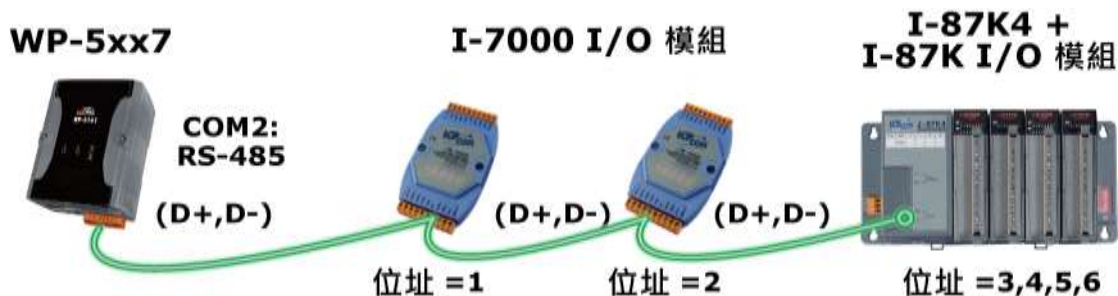 WP-5xx7
I-7000 I/O 模組
I-87K4 +
I-87K I/O 模組
COM2:
RS-485
(D+,D-)
(D+,D-)
(D+,D-)
位址 =1
位址 =2
位址 =3,4,5,6